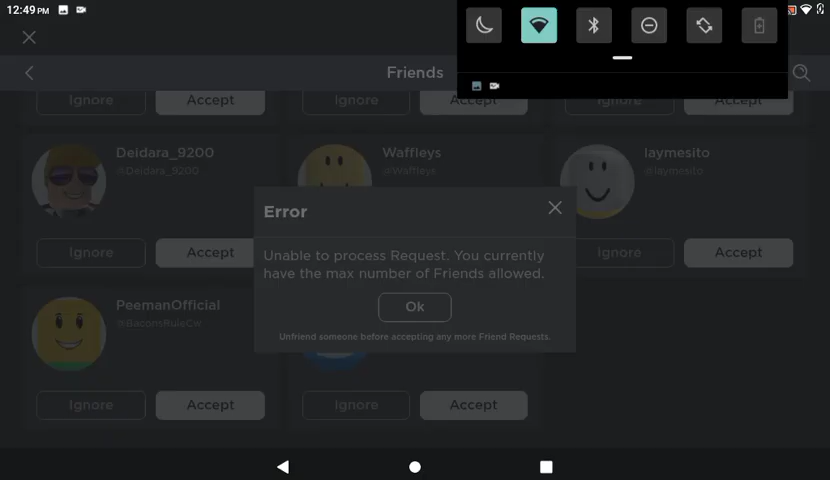 12:49 PM
Friends
Ignore Accept Ignore Accept Ignore Accept
Deidara_9200
@Deidara_9200
Waffleys
@Waffleys
laymesito
@laymesito
Error
Unable to process Request. You currently
have the max number of Friends allowed.
Ok
Unfriend someone before accepting any more Friend Requests.
Ignore Accept Ignore Accept
PeemanOfficial
@BaconsRuleCw
Ignore Accept Ignore Accept